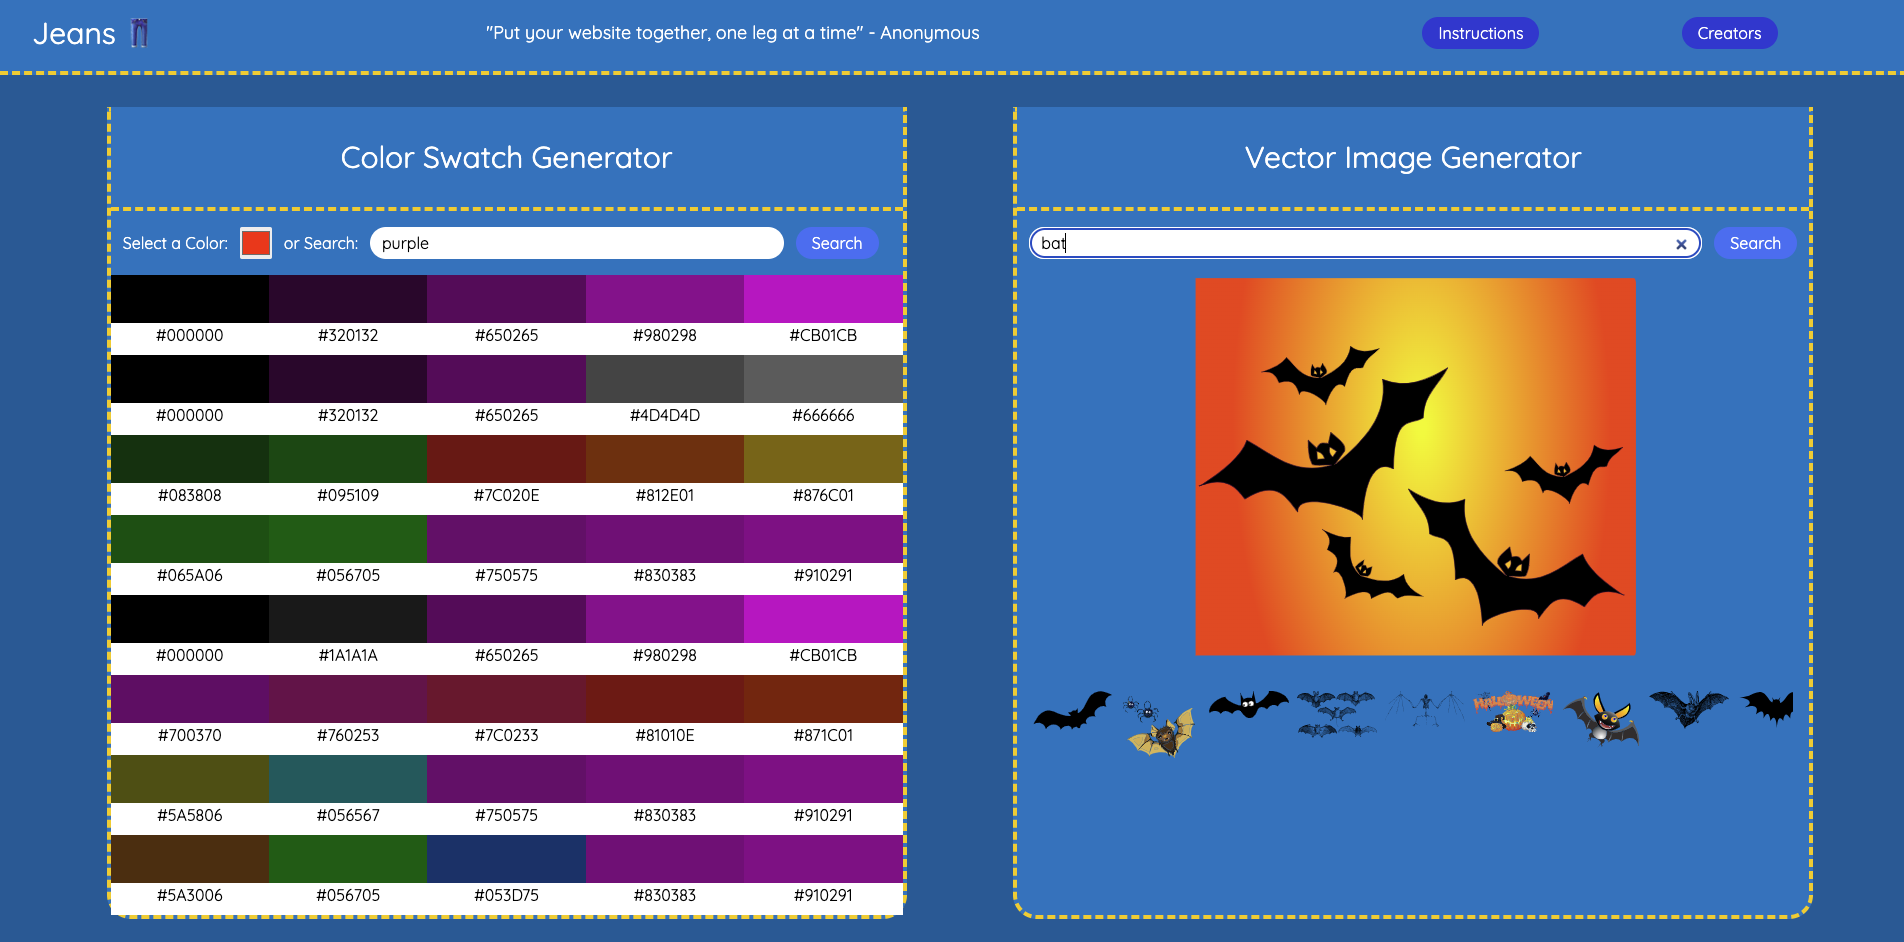 Jeans
"Put your website together, one leg at a time" - Anonymous
Instructions
Creators
Color Swatch Generator
Select a Color:
or Search:
purple
Search
#000000 #320132 #650265 #980298 #CB01CB
#000000 #320132 #650265 #4D4D4D #666666
#083808 #095109 #7C020E #812E01 #876C01
#065A06 #056705 #750575 #830383 #910291
#000000 #1A1A1A #650265 #980298 #CB01CB
#700370 #760253 #7C0233 #81010E #871C01
#5A5806 #056567 #750575 #830383 #910291
#5A3006 #056705 #053D75 #830383 #910291
Vector Image Generator
bat
Search
HALLOWEEN